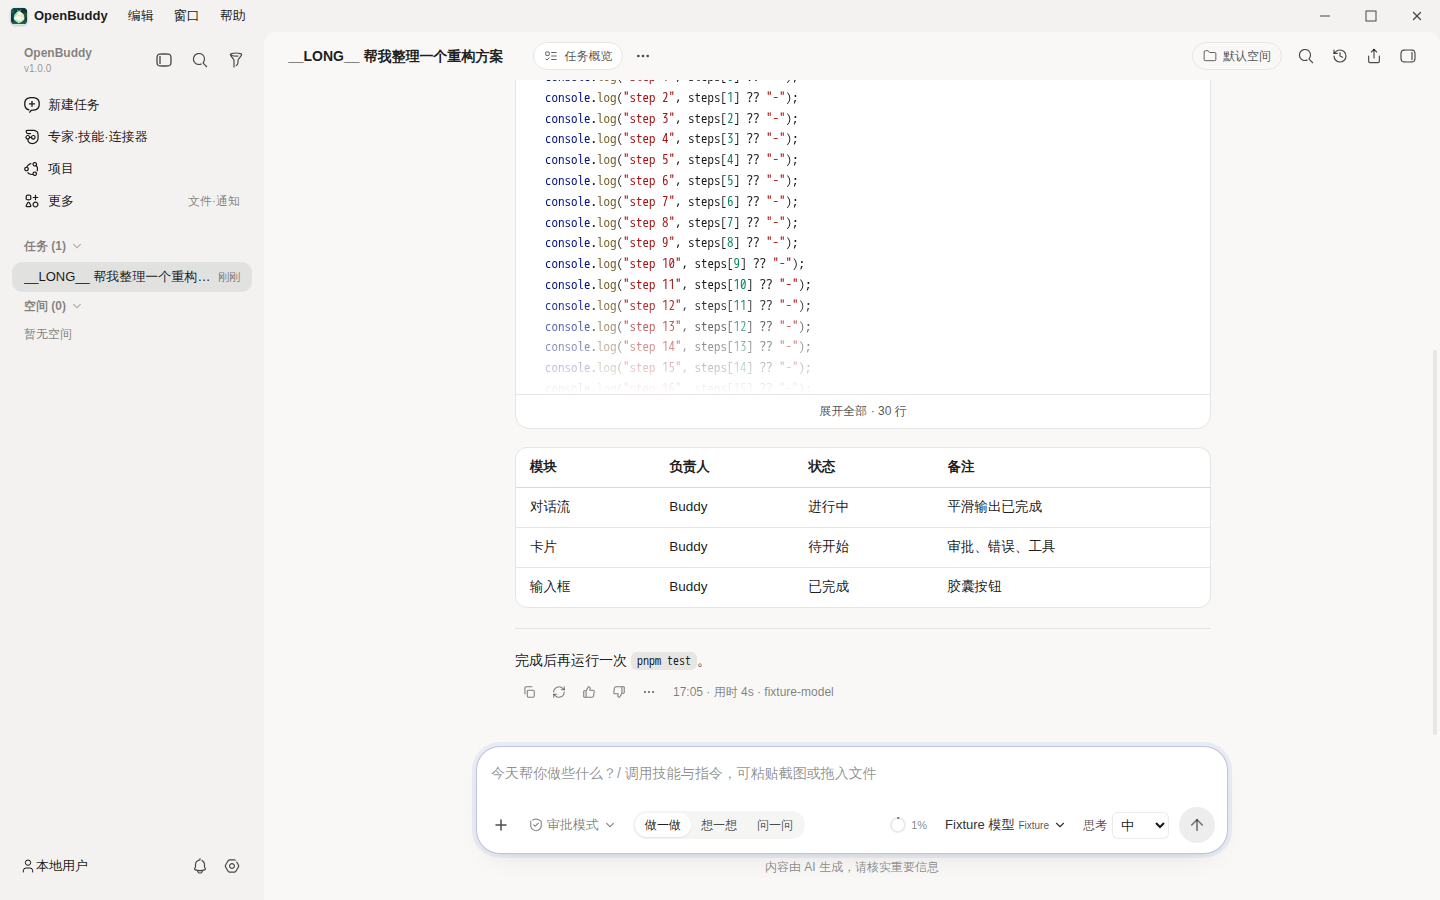 OpenBuddy 编辑 窗口 帮助
OpenBuddy
v1.0.0
新建任务
专家·技能·连接器
项目
更多 文件·通知
任务 (1)
__LONG__ 帮我整理一个重构… 刚刚
空间 (0)
暂无空间
本地用户
__LONG__ 帮我整理一个重构方案 任务概览 默认空间
console.log("step 2", steps[1] ?? "-");
console.log("step 3", steps[2] ?? "-");
console.log("step 4", steps[3] ?? "-");
console.log("step 5", steps[4] ?? "-");
console.log("step 6", steps[5] ?? "-");
console.log("step 7", steps[6] ?? "-");
console.log("step 8", steps[7] ?? "-");
console.log("step 9", steps[8] ?? "-");
console.log("step 10", steps[9] ?? "-");
console.log("step 11", steps[10] ?? "-");
console.log("step 12", steps[11] ?? "-");
console.log("step 13", steps[12] ?? "-");
console.log("step 14", steps[13] ?? "-");
console.log("step 15", steps[14] ?? "-");
console.log("step 16", steps[15] ?? "-");
展开全部 · 30 行
模块 负责人 状态 备注
对话流 Buddy 进行中 平滑输出已完成
卡片 Buddy 待开始 审批、错误、工具
输入框 Buddy 已完成 胶囊按钮
完成后再运行一次 pnpm test。
17:05 · 用时 4s · fixture-model
今天帮你做些什么？/ 调用技能与指令，可粘贴截图或拖入文件
审批模式 做一做 想一想 问一问 1% Fixture 模型 Fixture 思考 中
内容由 AI 生成，请核实重要信息